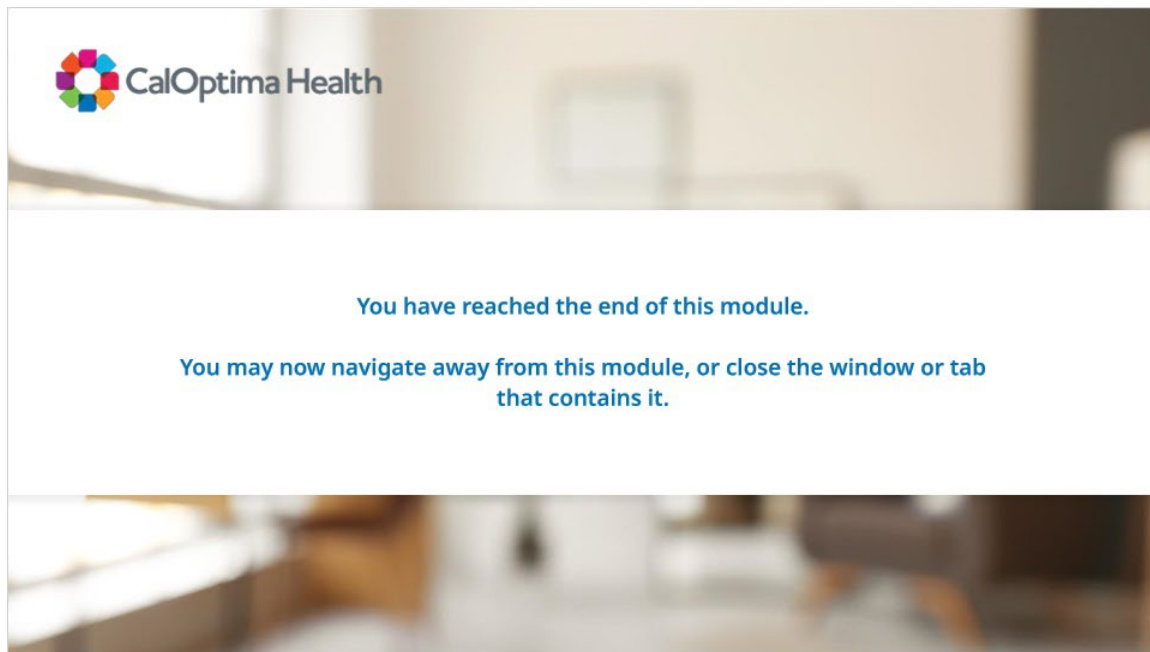 CalOptima Health
You have reached the end of this module.
You may now navigate away from this module, or close the window or tab
that contains it.